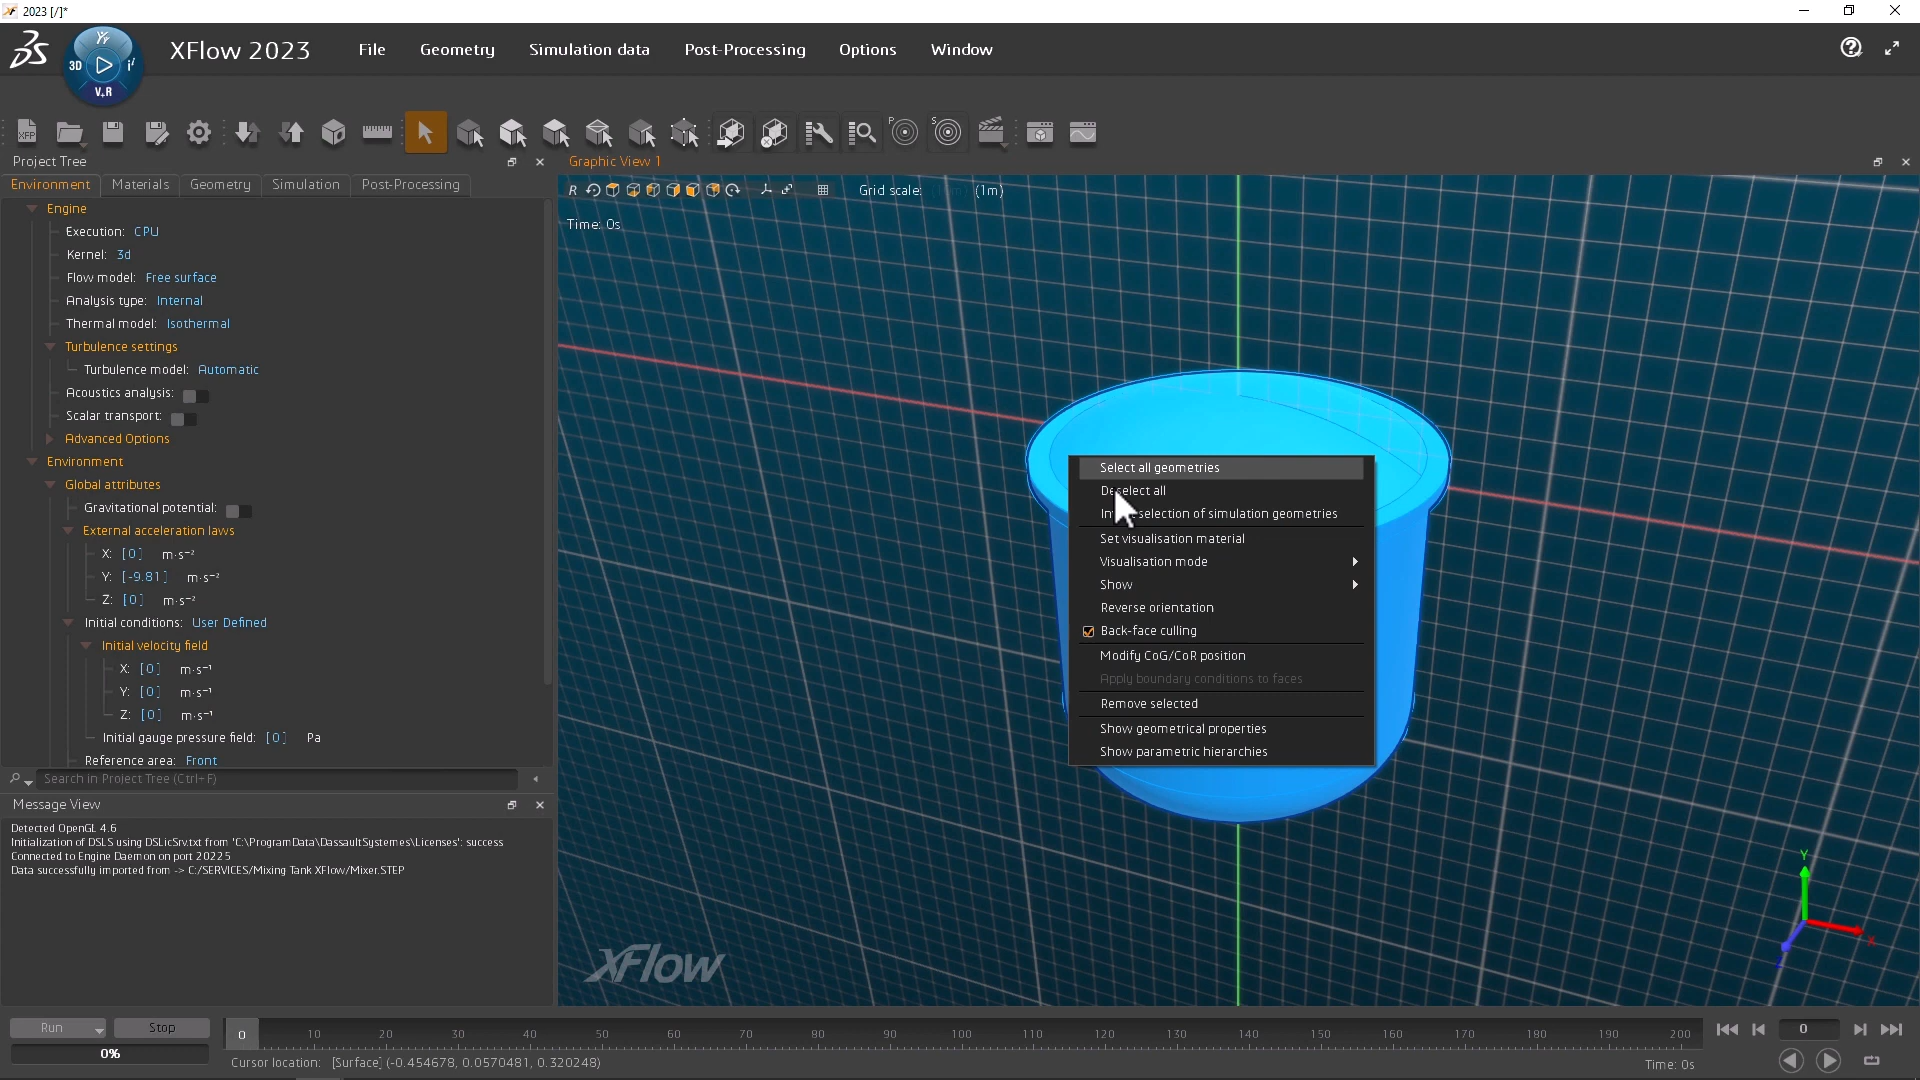 2023 [/]*
3D
V,R
XFlow 2023
File
Geometry
Simulation data
Post-Processing
Options
Window
XFP
P
S
Project Tree
Graphic View 1
Environment
Materials
Geometry
Simulation
Post-Processing
R
Grid scale:
(1m)
Time: 0s
Engine
Execution: CPU
Kernel: 3d
Flow model: Free surface
Analysis type: Internal
Thermal model: Isothermal
Turbulence settings
Turbulence model: Automatic
Acoustics analysis:
Scalar transport:
Advanced Options
Environment
Global attributes
Gravitational potential:
External acceleration laws
X: [0] m·s⁻²
Y: [-9.81] m·s⁻²
Z: [0] m·s⁻²
Initial conditions: User Defined
Initial velocity field
X: [0] m·s⁻¹
Y: [0] m·s⁻¹
Z: [0] m·s⁻¹
Initial gauge pressure field: [0] Pa
Reference area: Front
Search in Project Tree (Ctrl+F)
Select all geometries
Deselect all
selection of simulation geometries
Set visualisation material
Visualisation mode
Show
Reverse orientation
Back-face culling
Modify CoG/CoR position
Apply boundary conditions to faces
Remove selected
Show geometrical properties
Show parametric hierarchies
Message View
Detected OpenGL 4.6
Initialization of DSLS using DSLicSrv.txt from 'C:\ProgramData\DassaultSystemes\Licenses': success
Connected to Engine Daemon on port 20225
Data successfully imported from -> C:/SERVICES/Mixing Tank XFlow/Mixer.STEP
Y
X
XFlow
Run
Stop
0 10 20 30 40 50 60 70 80 90 100 110 120 130 140 150 160 170 180 190 200
0
0%
Cursor location: [Surface] (-0.454678, 0.0570481, 0.320248)
Time: 0s